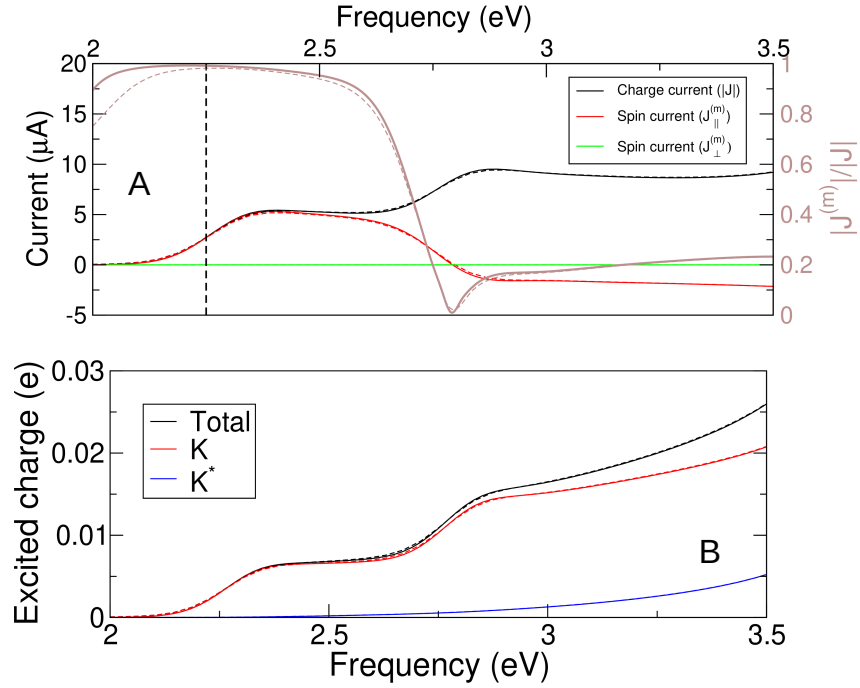 Frequency (eV)
2 2.5 3 3.5
Current (μA)
20
15
10
5
0
-5
A
Charge current (|J|)
Spin current (J∥^(m))
Spin current (J⊥^(m))
1
0.8
0.6
0.4
0.2
0
|J^(m)|/|J|
Excited charge (e)
0.03
0.02
0.01
0
Total
K
K*
B
2 2.5 3 3.5
Frequency (eV)